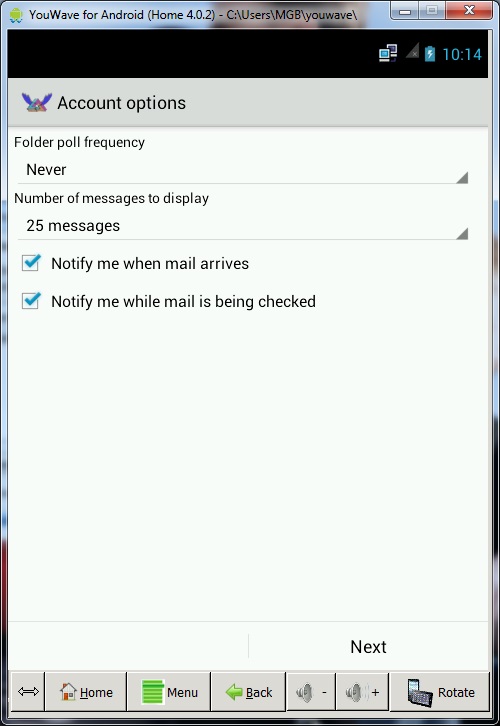 YouWave for Android (Home 4.0.2) - C:\Users\MGB\youwave\
10:14
Account options
Folder poll frequency
Never
Number of messages to display
25 messages
Notify me when mail arrives
Notify me while mail is being checked
Next
Home Menu Back - + Rotate